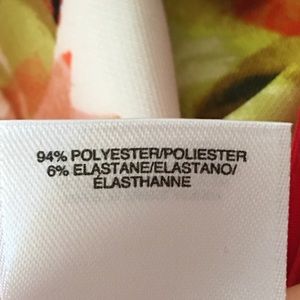 94% POLYESTER/POLIESTER
6% ELASTANE/ELASTANO/
ÉLASTHANNE